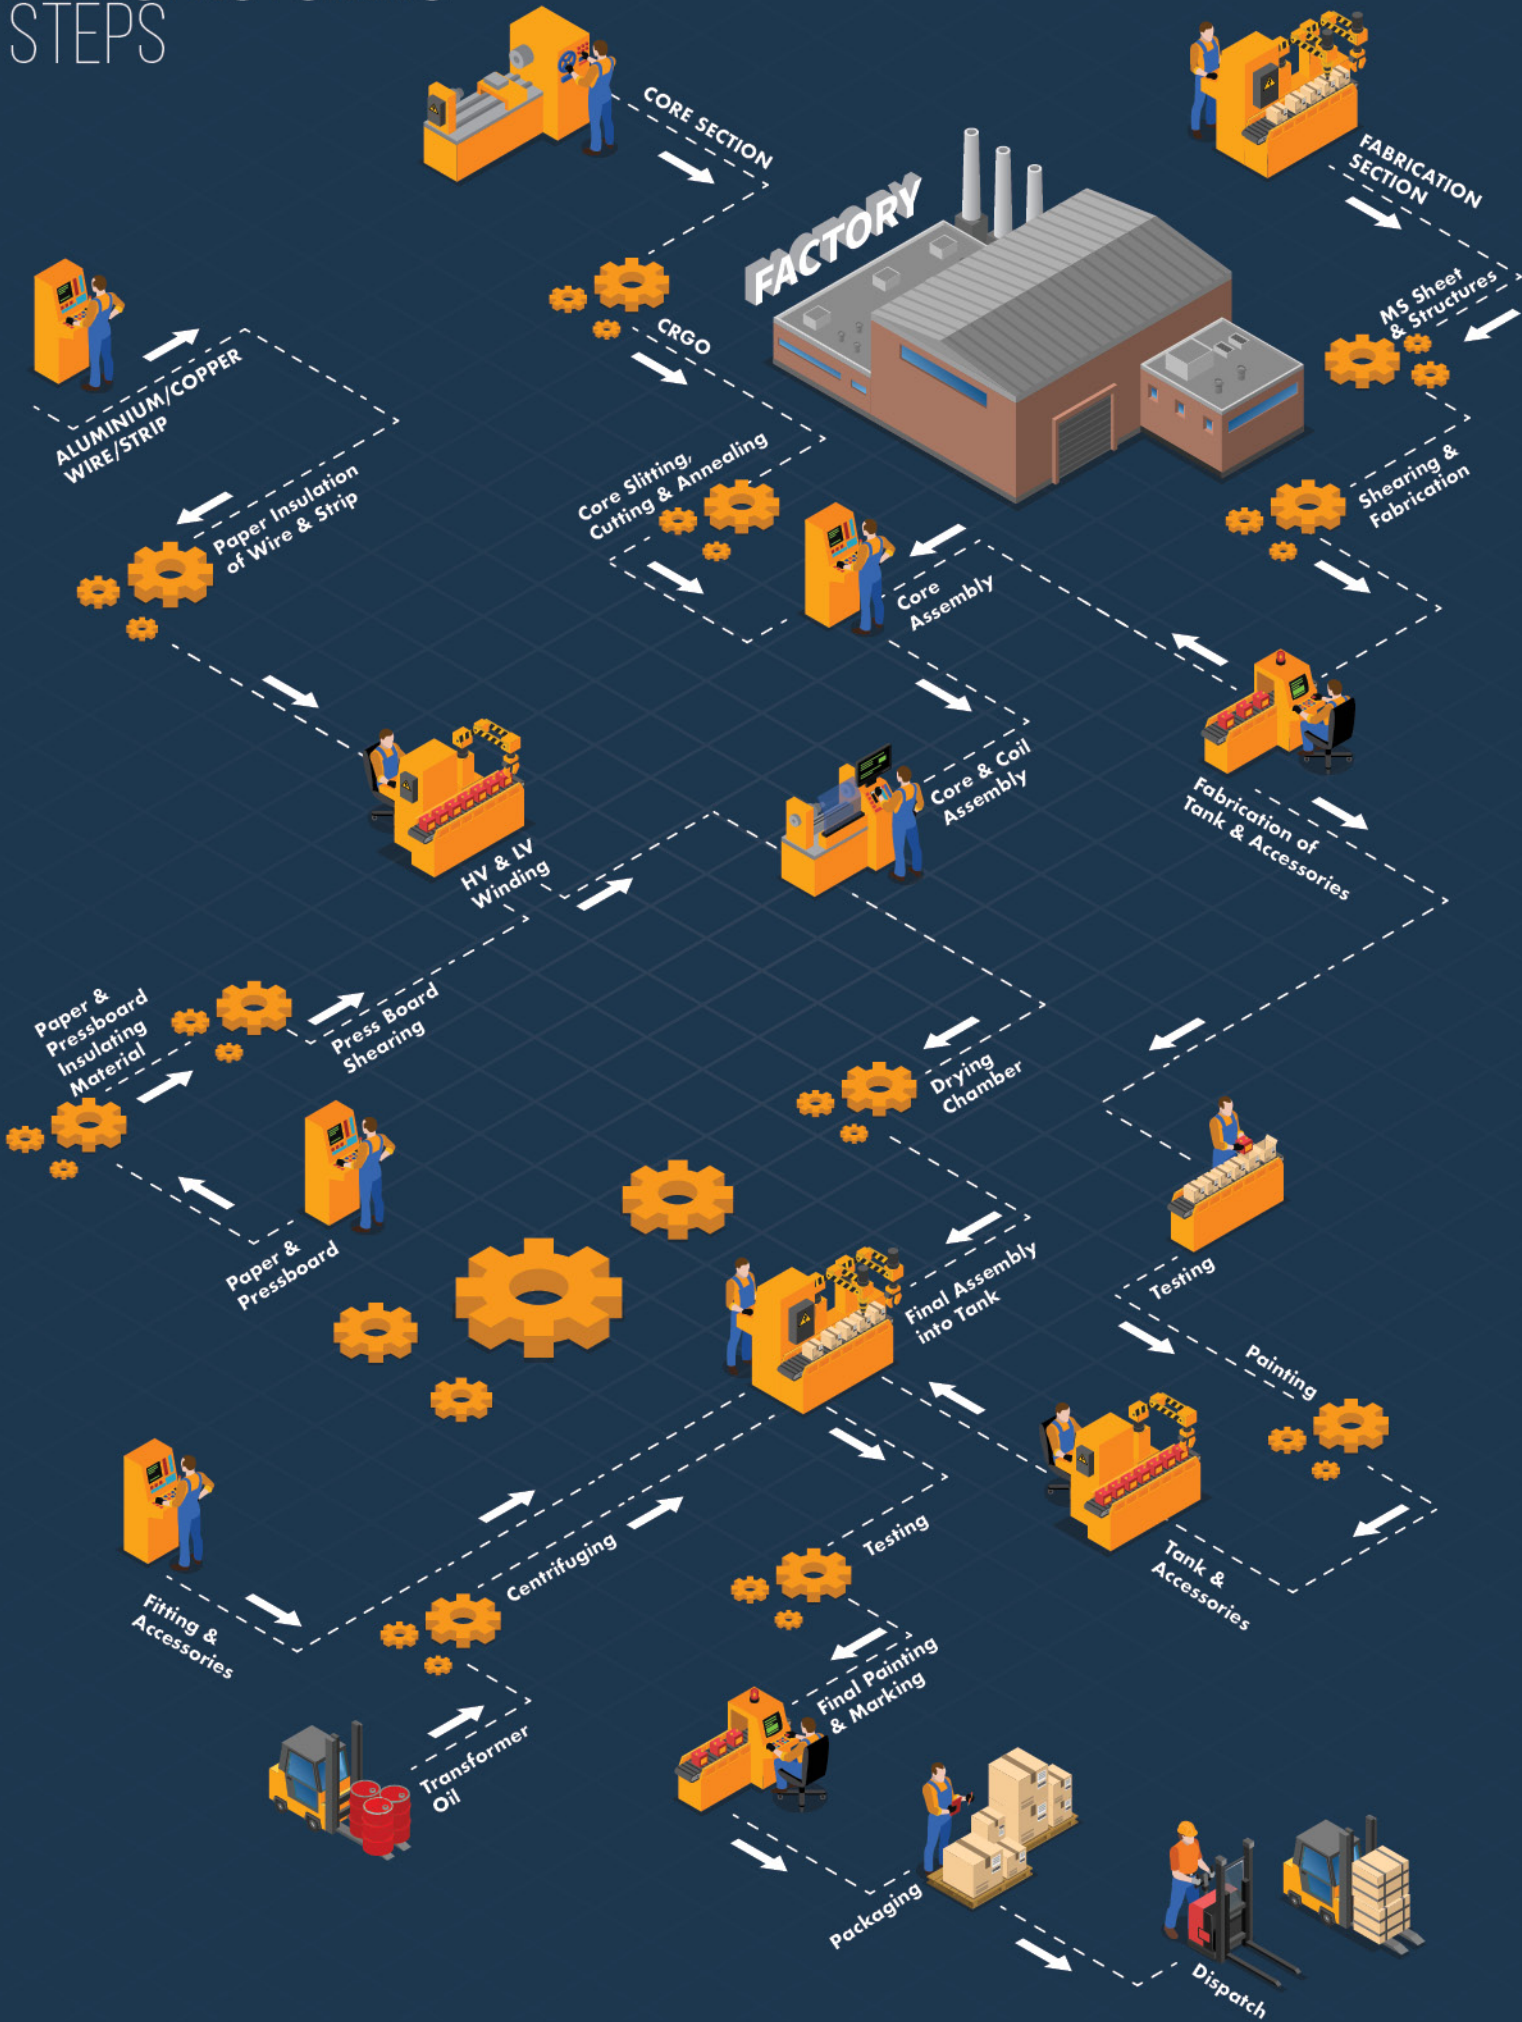 STEPS
CORE SECTION
FABRICATION
SECTION
FACTORY
MS Sheet
& Structures
CRGO
ALUMINIUM/COPPER
WIRE/STRIP
Core Slitting,
Cutting & Annealing
Shearing &
Fabrication
Paper Insulation
of Wire & Strip
Core
Assembly
Core & Coil
Assembly
Fabrication of
Tank & Accessories
HV & LV
Winding
Paper &
Pressboard
Insulating
Material
Press Board
Shearing
Drying
Chamber
Paper &
Pressboard
Final Assembly
into Tank
Testing
Painting
Centrifuging
Testing
Tank &
Accessories
Fitting &
Accessories
Final Painting
& Marking
Transformer
Oil
Packaging
Dispatch